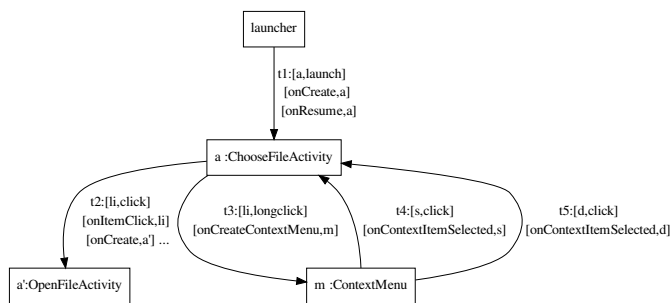 launcher
t1:[a,launch]
[onCreate,a]
[onResume,a]
a :ChooseFileActivity
t2:[li,click]
[onItemClick,li]
[onCreate,a'] ...
t3:[li,longclick]
[onCreateContextMenu,m]
t4:[s,click]
[onContextItemSelected,s]
t5:[d,click]
[onContextItemSelected,d]
a':OpenFileActivity
m :ContextMenu